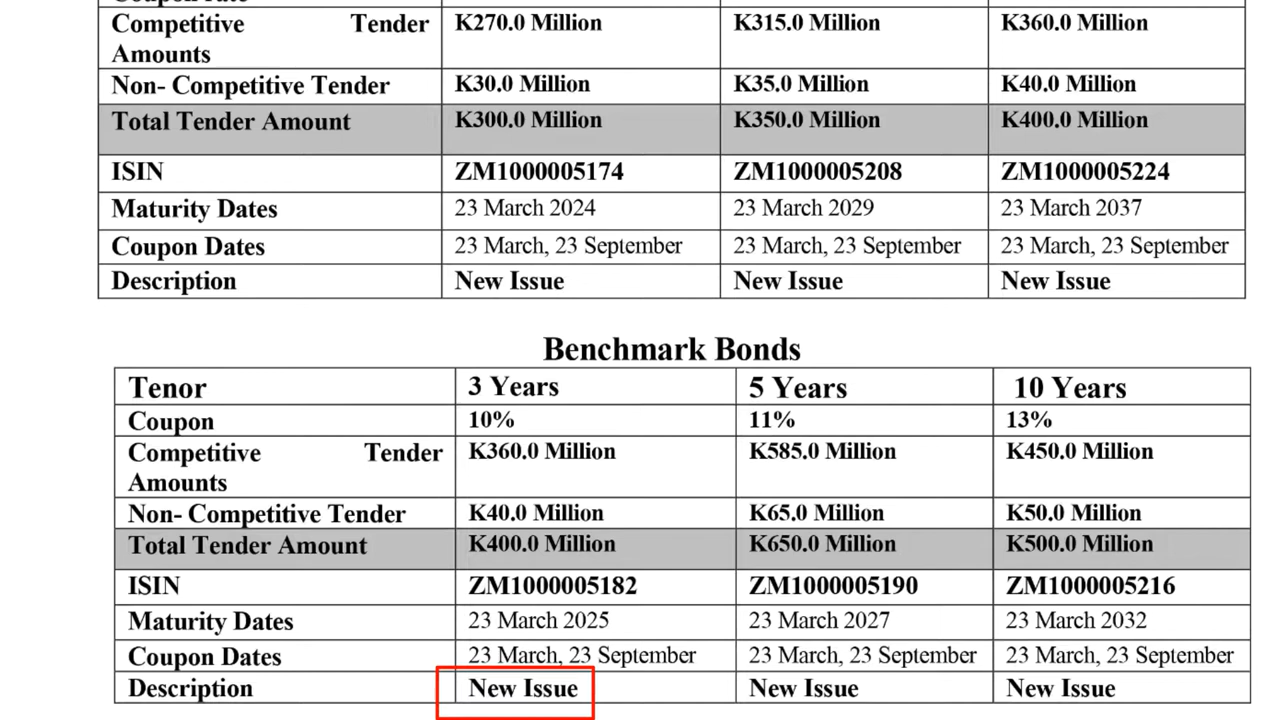 Coupon rate
Competitive Tender Amounts K270.0 Million K315.0 Million K360.0 Million
Non- Competitive Tender K30.0 Million K35.0 Million K40.0 Million
Total Tender Amount K300.0 Million K350.0 Million K400.0 Million
ISIN ZM1000005174 ZM1000005208 ZM1000005224
Maturity Dates 23 March 2024 23 March 2029 23 March 2037
Coupon Dates 23 March, 23 September 23 March, 23 September 23 March, 23 September
Description New Issue New Issue New Issue
Benchmark Bonds
Tenor 3 Years 5 Years 10 Years
Coupon 10% 11% 13%
Competitive Tender Amounts K360.0 Million K585.0 Million K450.0 Million
Non- Competitive Tender K40.0 Million K65.0 Million K50.0 Million
Total Tender Amount K400.0 Million K650.0 Million K500.0 Million
ISIN ZM1000005182 ZM1000005190 ZM1000005216
Maturity Dates 23 March 2025 23 March 2027 23 March 2032
Coupon Dates 23 March, 23 September 23 March, 23 September 23 March, 23 September
Description New Issue New Issue New Issue